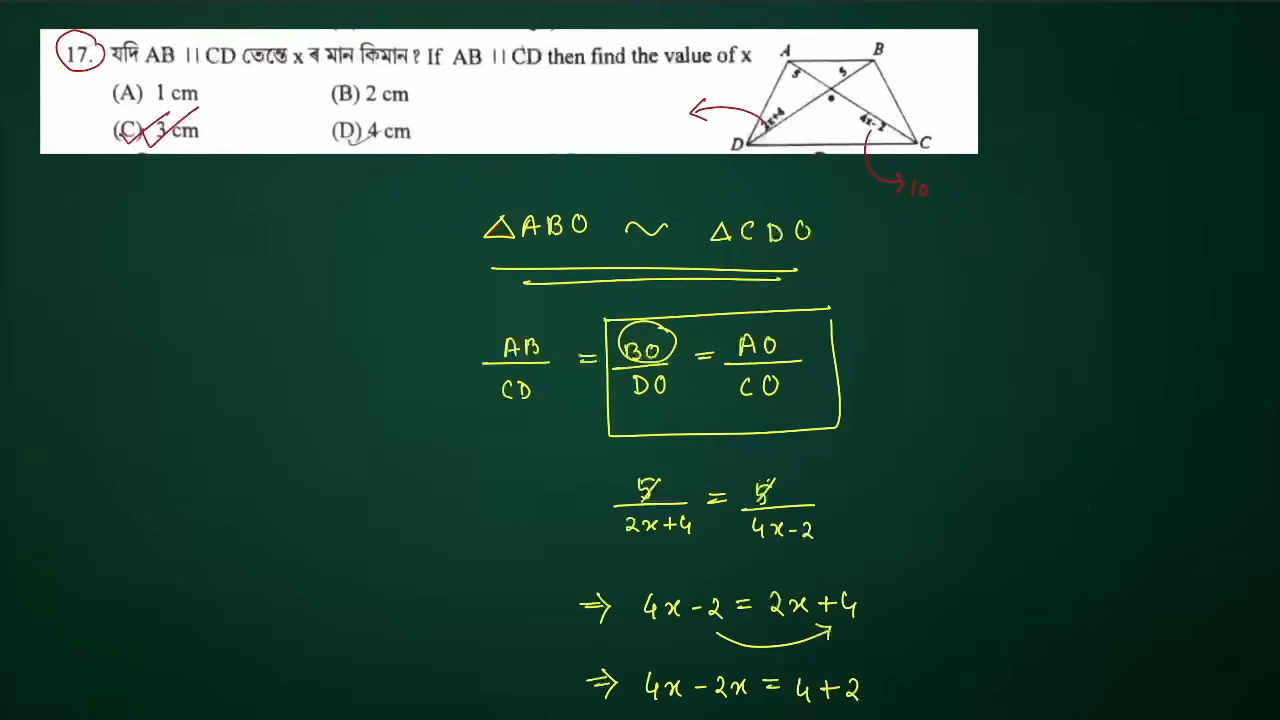 17. যদি AB || CD তেন্তে x ৰ মান কিমান? If AB || CD then find the value of x
(A) 1 cm (B) 2 cm
(C) 3 cm (D) 4 cm
A B
5 5
2x+4 4x-2
D C
10
△ABO ~ △CDO
AB/CD = BO/DO = AO/CO
5/2x+4 = 5/4x-2
⇒ 4x-2 = 2x+4
⇒ 4x-2x = 4+2